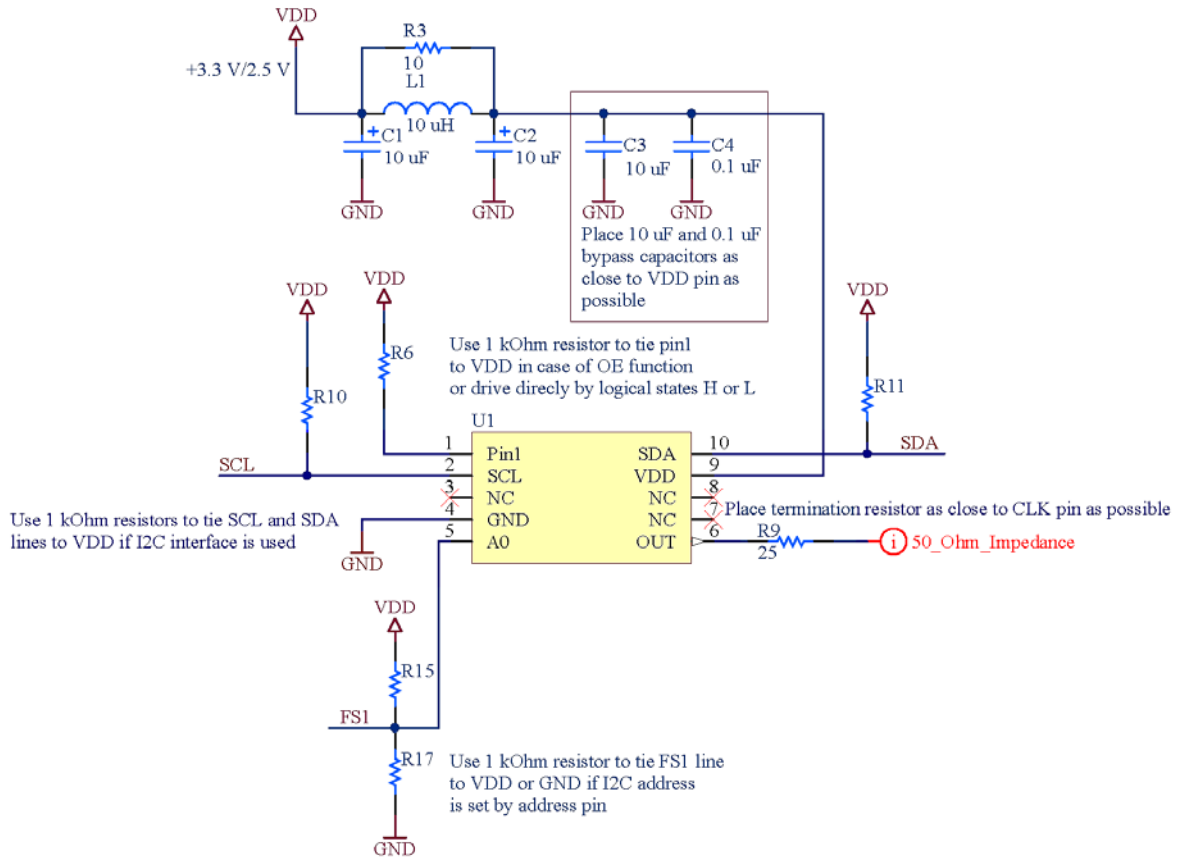 VDD
R3
+3.3 V/2.5 V
10
L1
10 uH
C1
10 uF
C2
10 uF
C3
10 uF
C4
0.1 uF
GND
GND
GND
GND
Place 10 uF and 0.1 uF
bypass capacitors as
close to VDD pin as
possible
VDD
VDD
VDD
R10
R6
R11
Use 1 kOhm resistor to tie pin1
to VDD in case of OE function
or drive direcly by logical states H or L
U1
SCL
SDA
1
2
3
4
5
Pin1
SCL
NC
GND
A0
SDA
VDD
NC
NC
OUT
10
9
8
7
6
Use 1 kOhm resistors to tie SCL and SDA
lines to VDD if I2C interface is used
GND
Place termination resistor as close to CLK pin as possible
R9
25
i
50_Ohm_Impedance
VDD
R15
FS1
R17
GND
Use 1 kOhm resistor to tie FS1 line
to VDD or GND if I2C address
is set by address pin